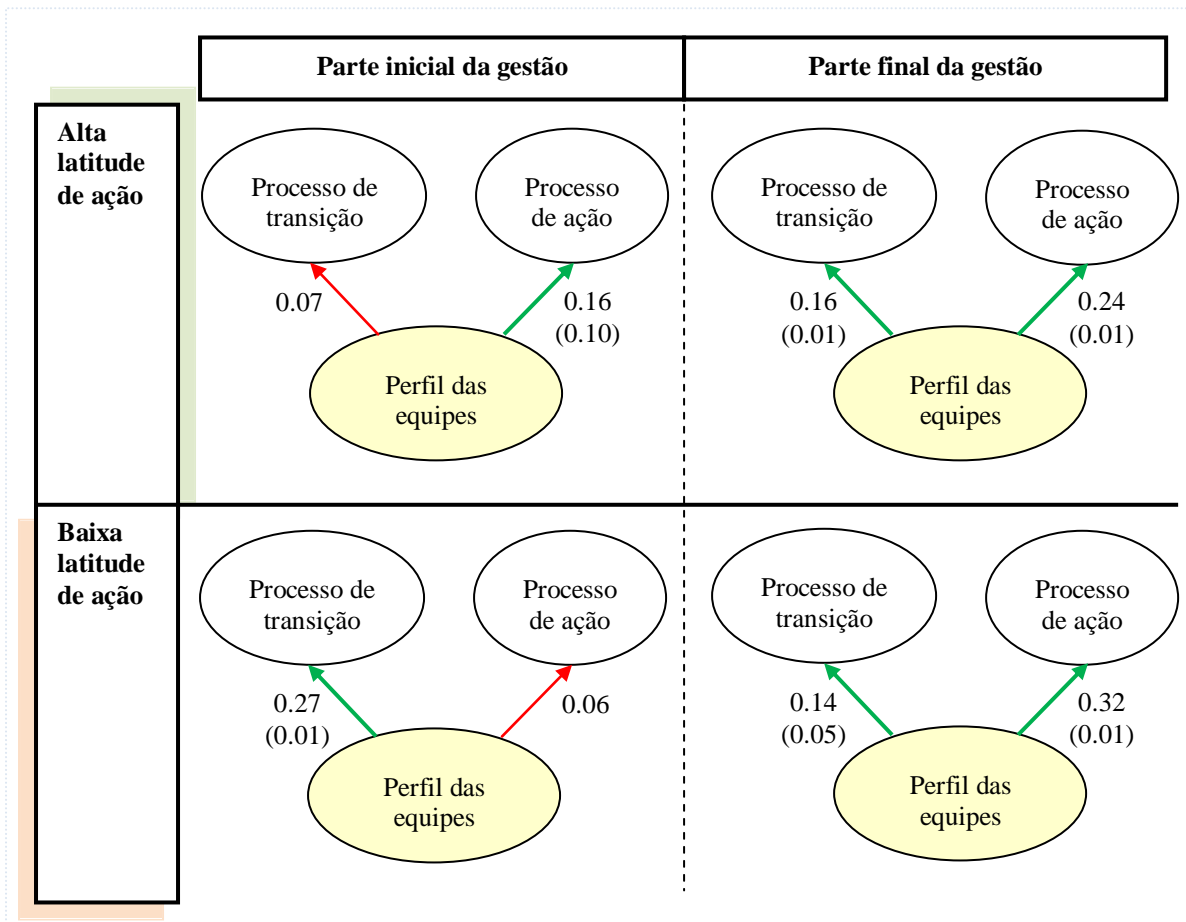 Parte inicial da gestão
Parte final da gestão
Alta
latitude
de ação
Processo de
transição
Processo
de ação
0.07
0.16
(0.10)
Perfil das
equipes
Processo de
transição
Processo
de ação
0.16
(0.01)
0.24
(0.01)
Perfil das
equipes
Baixa
latitude
de ação
Processo de
transição
Processo
de ação
0.27
(0.01)
0.06
Perfil das
equipes
Processo de
transição
Processo
de ação
0.14
(0.05)
0.32
(0.01)
Perfil das
equipes